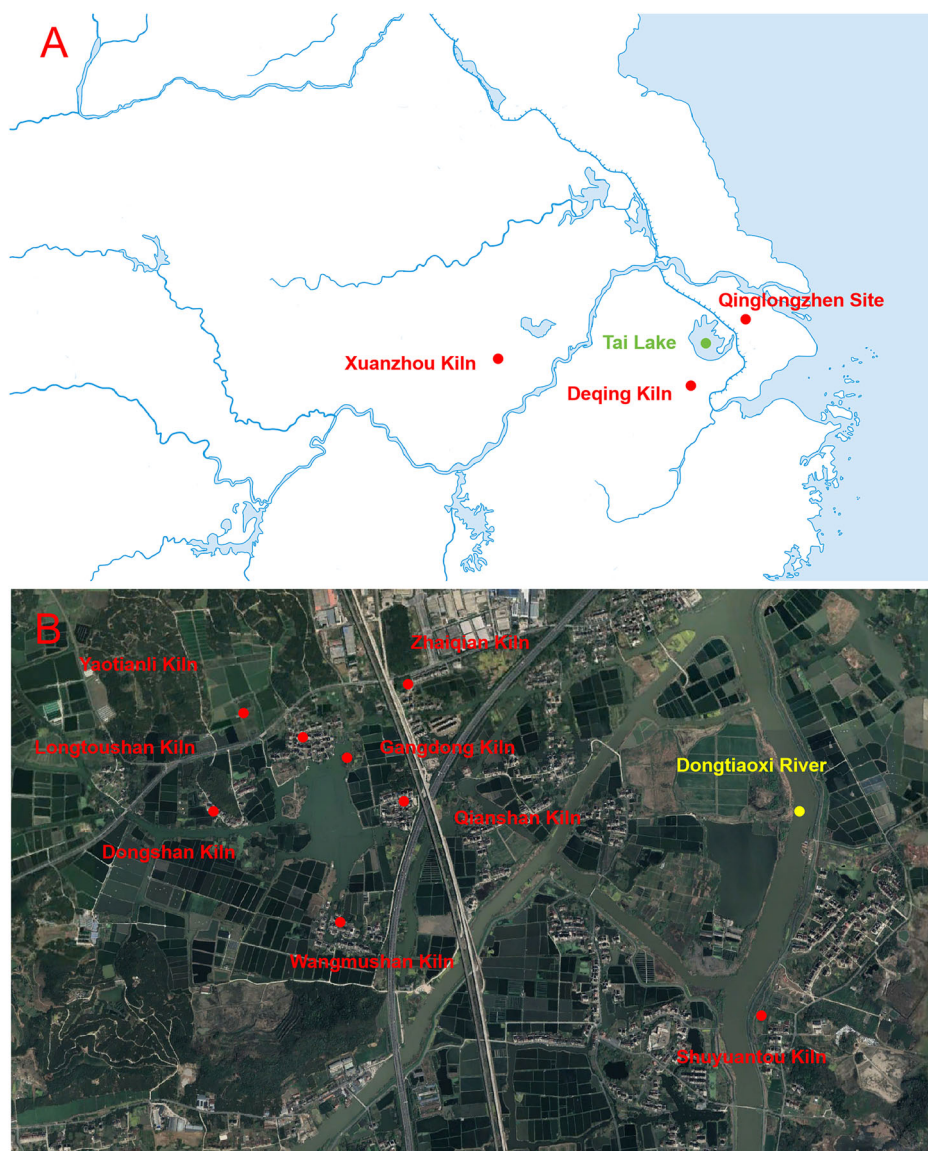 A
Qinglongzhen Site
Tai Lake
Xuanzhou Kiln
Deqing Kiln
B
Zhaiqian Kiln
Yaotianli Kiln
Longtoushan Kiln
Gangdong Kiln
Dongtiaoxi River
Qianshan Kiln
Dongshan Kiln
Wangmushan Kiln
Shuyuantou Kiln